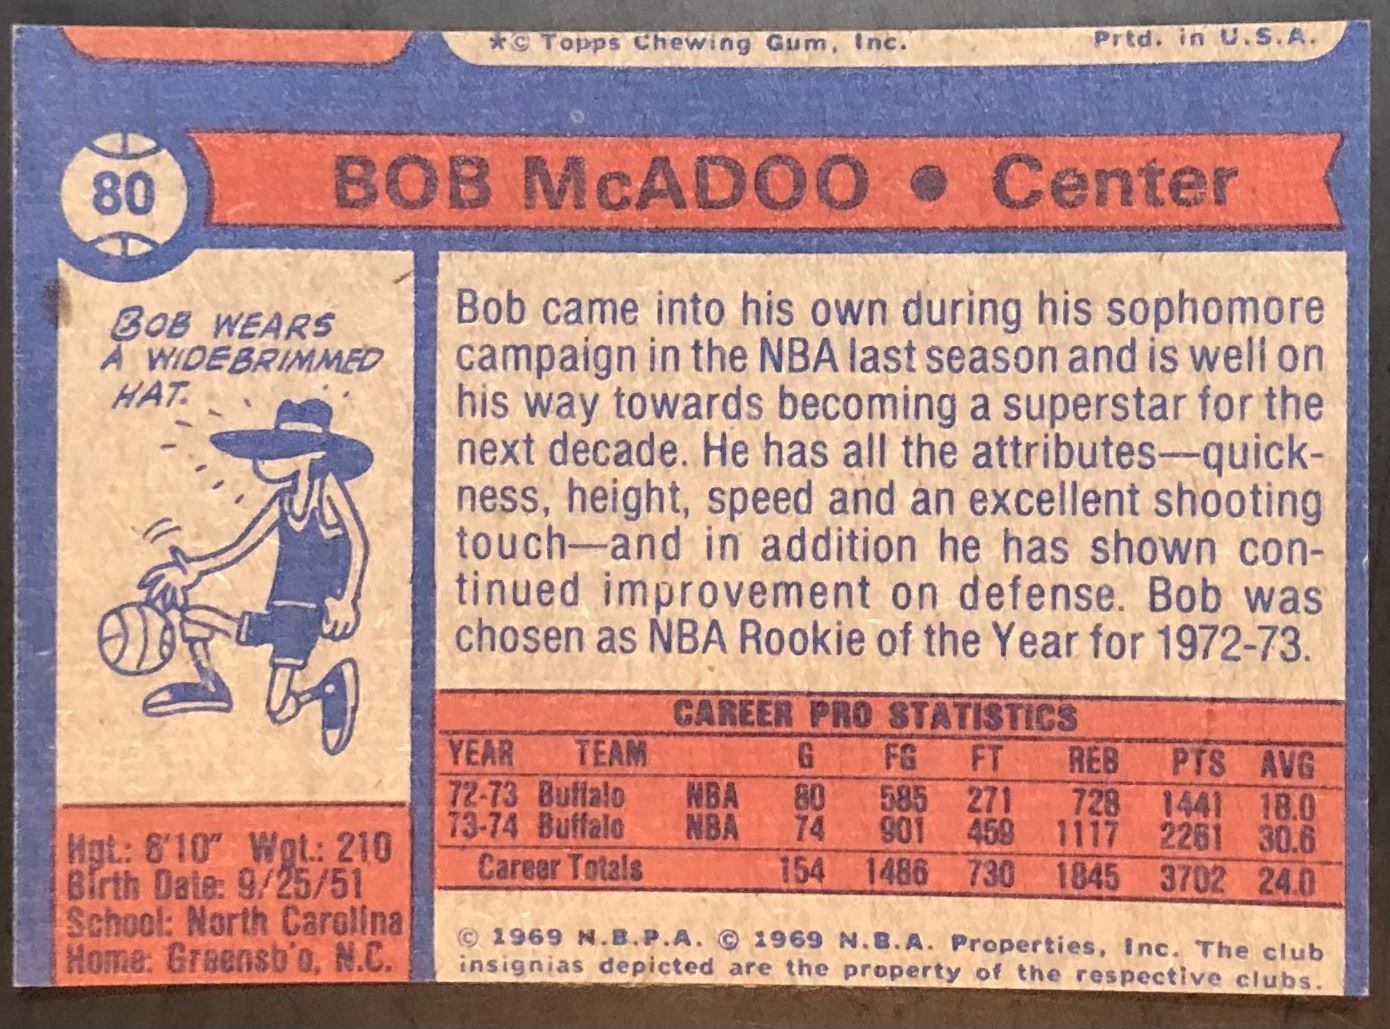 *© Topps Chewing Gum, Inc. Prtd. in U.S.A.
80
BOB McADOO • Center
BOB WEARS
A WIDEBRIMMED
HAT.
Bob came into his own during his sophomore
campaign in the NBA last season and is well on
his way towards becoming a superstar for the
next decade. He has all the attributes—quick-
ness, height, speed and an excellent shooting
touch—and in addition he has shown con-
tinued improvement on defense. Bob was
chosen as NBA Rookie of the Year for 1972-73.
CAREER PRO STATISTICS
YEAR TEAM G FG FT REB PTS AVG
72-73 Buffalo NBA 80 585 271 728 1441 18.0
73-74 Buffalo NBA 74 901 459 1117 2261 30.6
Career Totals 154 1486 730 1845 3702 24.0
Hgt.: 6'10" Wgt.: 210
Birth Date: 9/25/51
School: North Carolina
Home: Greensb'o, N.C.
© 1969 N.B.P.A. © 1969 N.B.A. Properties, Inc. The club
insignias depicted are the property of the respective clubs.